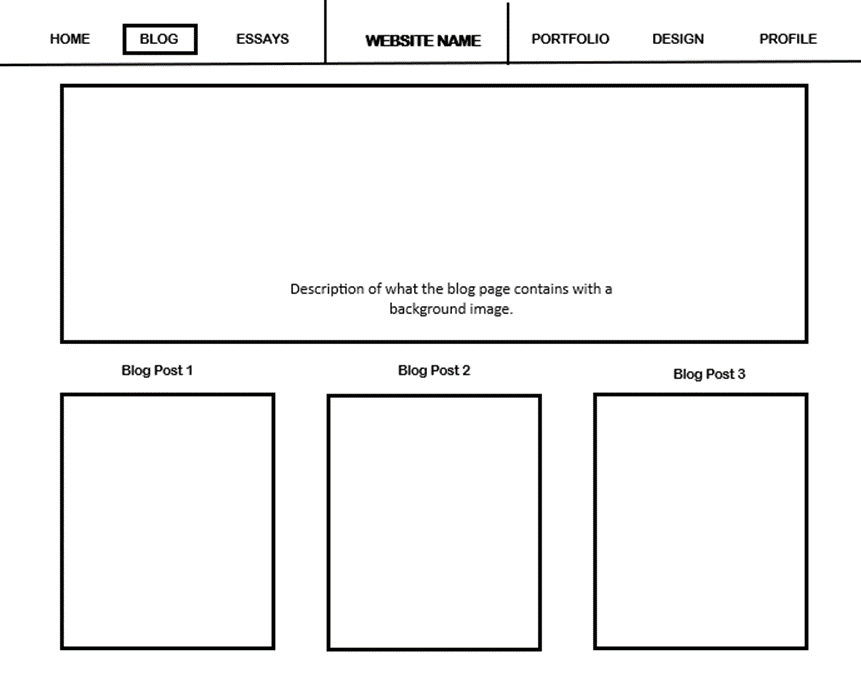 HOME BLOG ESSAYS WEBSITE NAME PORTFOLIO DESIGN PROFILE
Description of what the blog page contains with a
background image.
Blog Post 1 Blog Post 2 Blog Post 3